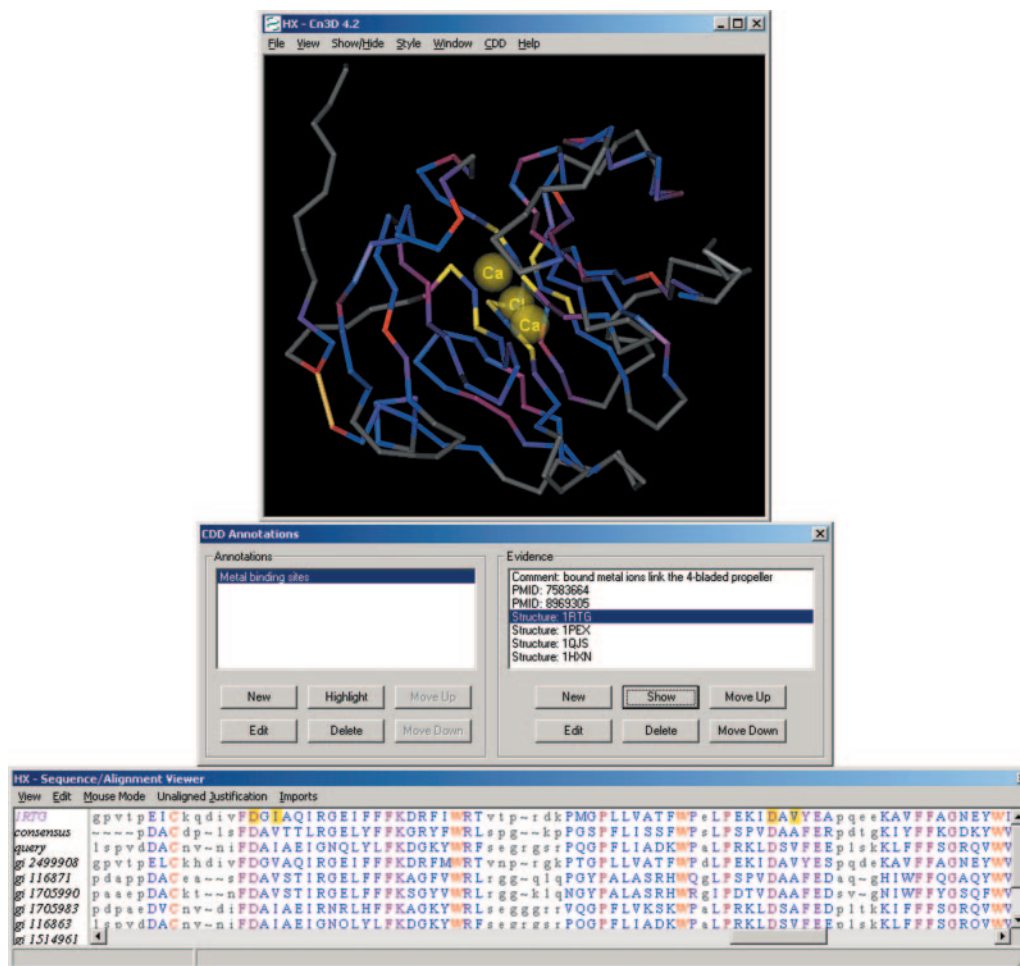 HX - Cn3D 4.2
File View Show/Hide Style Window CDD Help
Ca
Cl
Ca
CDD Annotations
Annotations
Evidence
Metal binding sites
Comment: bound metal ions link the 4-bladed propeller
PMID: 7583664
PMID: 8969305
Structure: 1RTG
Structure: 1PEX
Structure: 1QJS
Structure: 1HXN
New Highlight Move Up
New Show Move Up
Edit Delete Move Down
Edit Delete Move Down
HX - Sequence/Alignment Viewer
View Edit Mouse Mode Unaligned Justification Imports
1RTG gpvtpEICkqdivFDGIAQIRGEIFFFKDRFIWRTvtp~rdkPMGPLLVATFWPeLPEKIDAVYEApqeeKAVFFAGNEYWI
consensus ~~~~pDACdp~lsFDAVTTLRGELYFFKGRYFWRLspg~~kpPGSPFLISSFWPsLPSPVDAAFERpdtgKIYFFKGDKYWV
query lspvdDACnv~niFDAIAEIGNQLYLFKDGKYWRFsegrgsrPQGPFLIADKWPaLPRKLDSVFEEplskKLFFFSGRQVWV
gi 2499908 gpvtpELCkhdivFDGVAQIRGEIFFFKDRFMWRTvnp~rgkPTGPLLVATFWPdLPEKIDAVYESpqdeKAVFFAGNEYWV
gi 116871 pdappDACea~~sFDAVSTIRGELFFFKAGFVWRLrgg~qlqPGYPALASRHWQgLPSPVDAAFEDaq~gHIWFFQGAQYWV
gi 1705990 paaepDACkt~~nFDAVSTIRGELFFFKSGYVWRLrgg~klqNGYPALASRHWrGIPDTVDAAFEDsv~gNIWFFYGSQFWV
gi 1705983 pdpaeDVCnv~diFDAIAEIRNRLHFFKAGKYWRLsegggrrVQGPFLVKSKWPaLPRKLDSAFEDpltkKIFFFSGRQVWV
gi 116863 lspvdDACnv~niFDAIAEIGNQLYLFKDGKYWRFsegrgsrPQGPFLIADKWPaLPRKLDSVFEEplskKLFFFSGRQVWV
gi 1514961